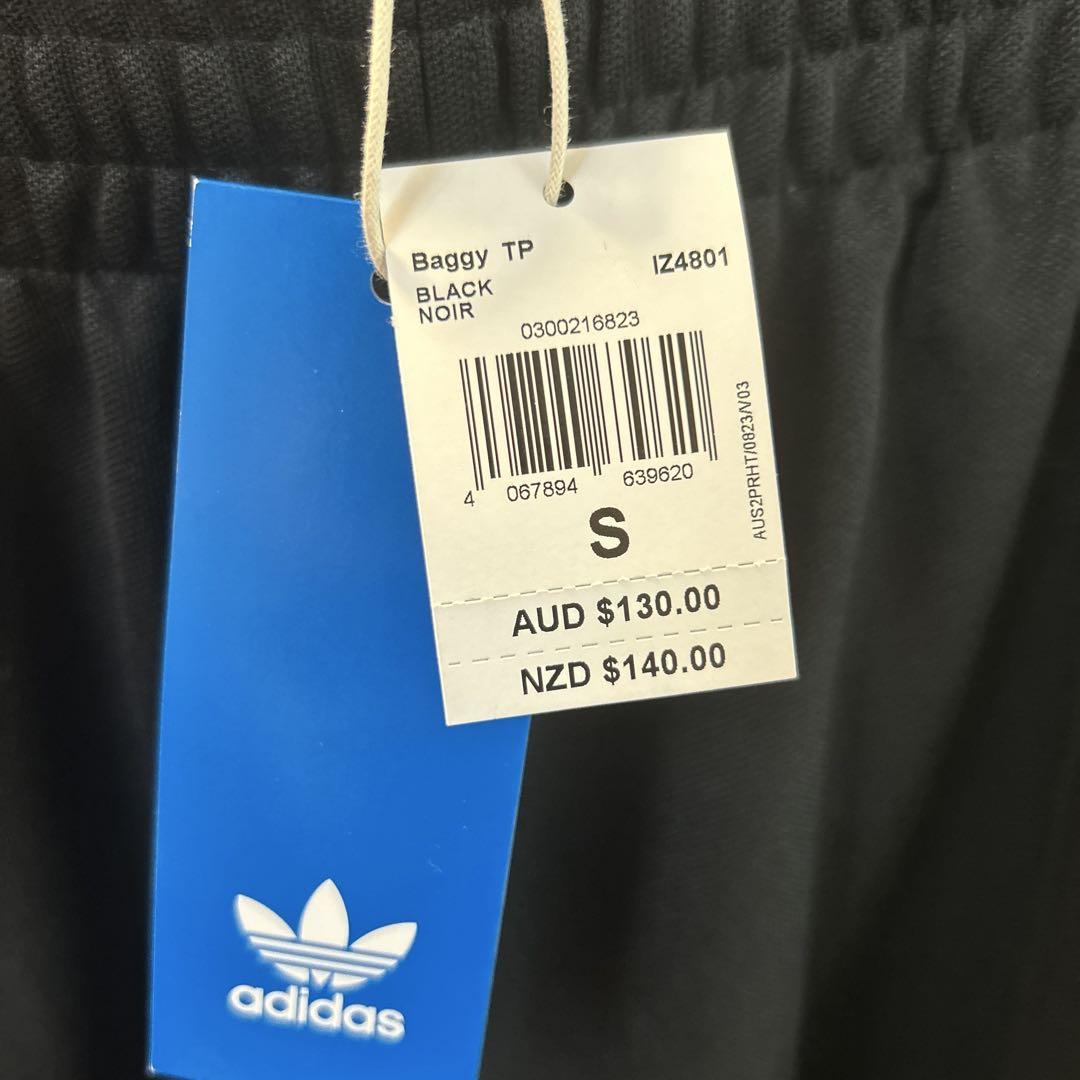 Baggy TP
IZ4801
BLACK
NOIR
0300216823
4 067894 639620
AUS2PRHT/0823/V03
S
AUD $130.00
NZD $140.00
adidas